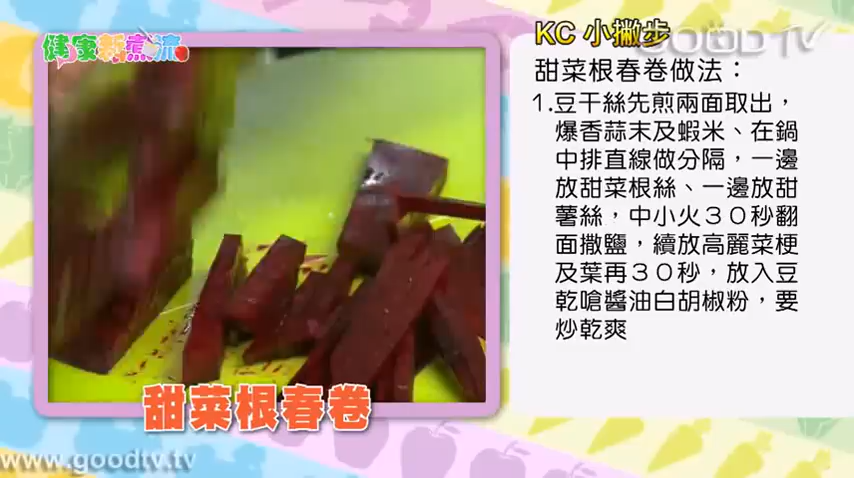 健康新煮流
KC 小撇步
GOOD TV
甜菜根春卷做法：
1.豆干絲先煎兩面取出，
爆香蒜末及蝦米、在鍋
中排直線做分隔，一邊
放甜菜根絲、一邊放甜
薯絲，中小火３０秒翻
面撒鹽，續放高麗菜梗
及葉再３０秒，放入豆
乾嗆醬油白胡椒粉，要
炒乾爽
甜菜根春卷
www.goodtv.tv